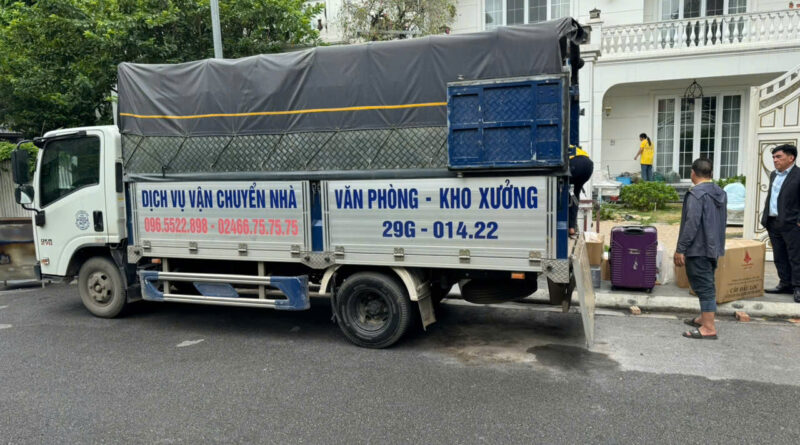 DỊCH VỤ VẬN CHUYỂN NHÀ
096.5522.898 - 02466.75.75.75
VĂN PHÒNG - KHO XƯỞNG
29G - 014.22